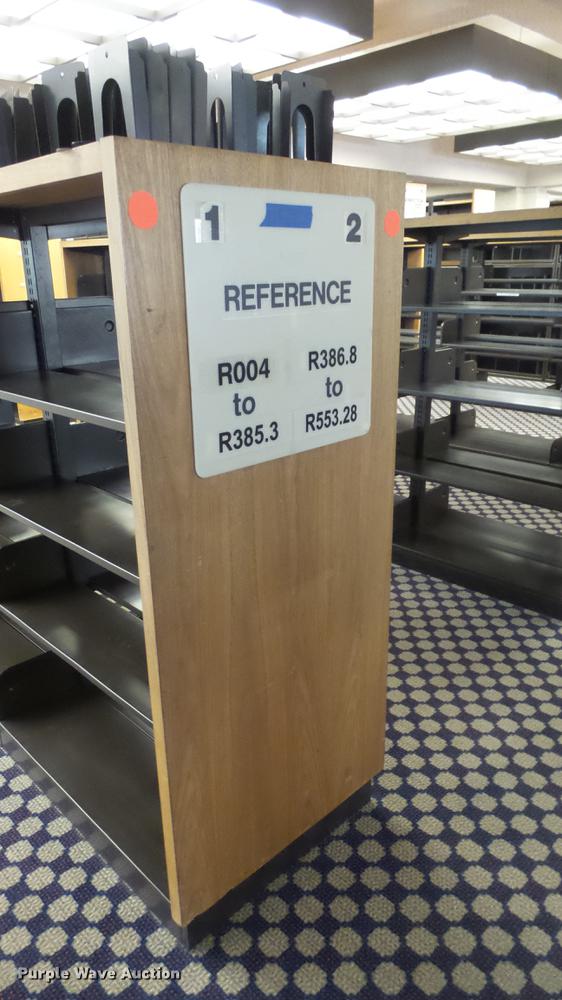 1 2
REFERENCE
R004
to
R385.3
R386.8
to
R553.28
Purple Wave Auction